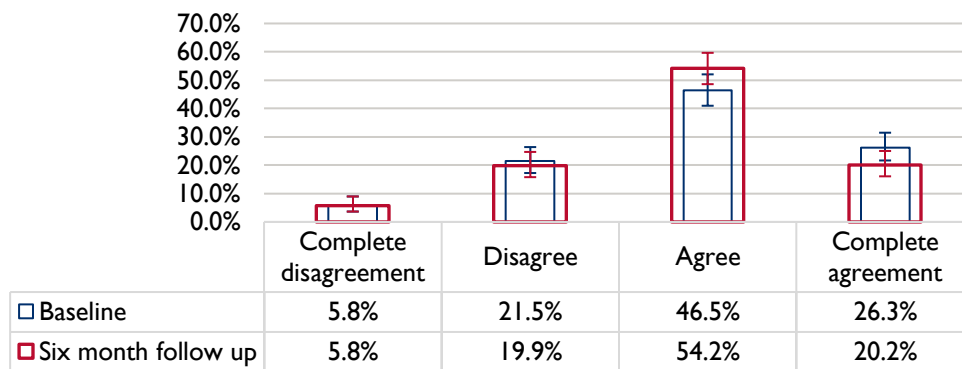 70.0%
60.0%
50.0%
40.0%
30.0%
20.0%
10.0%
0.0%
Complete disagreement Disagree Agree Complete agreement
Baseline 5.8% 21.5% 46.5% 26.3%
Six month follow up 5.8% 19.9% 54.2% 20.2%